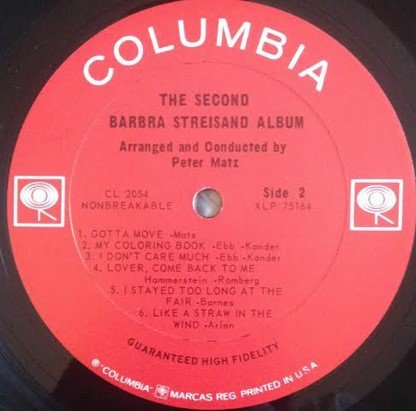 COLUMBIA
THE SECOND
BARBRA STREISAND ALBUM
Arranged and Conducted by
Peter Matz
CL 2054
NONBREAKABLE
Side 2
XLP 75164
1. GOTTA MOVE -Matz
2. MY COLORING BOOK -Ebb -Kander
3. I DON'T CARE MUCH -Ebb -Kander
4. LOVER, COME BACK TO ME
Hammerstein -Romberg
5. I STAYED TOO LONG AT THE
FAIR -Barnes
6. LIKE A STRAW IN THE
WIND -Arlen
GUARANTEED HIGH FIDELITY
® "COLUMBIA" MARCAS REG. PRINTED IN U.S.A.